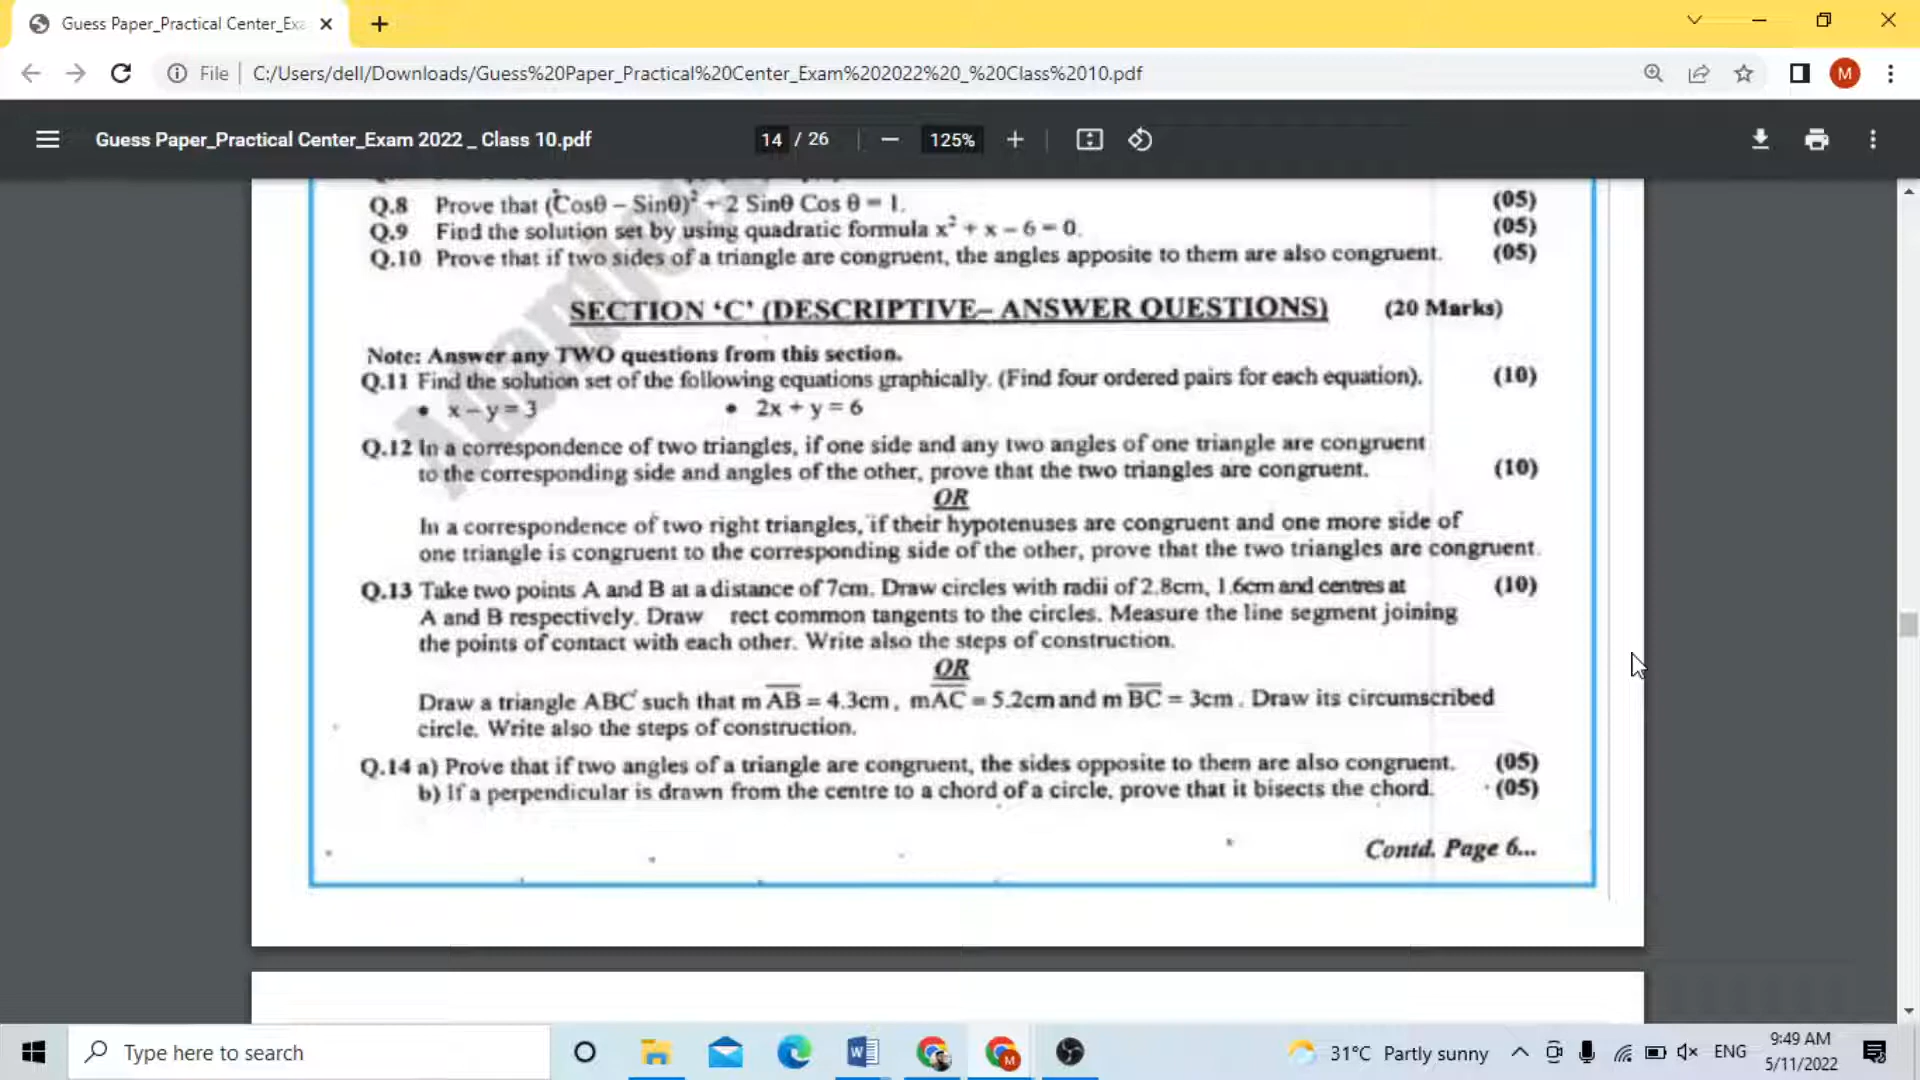 Guess Paper_Practical Center_Exa
File C:/Users/dell/Downloads/Guess%20Paper_Practical%20Center_Exam%202022%20_%20Class%2010.pdf
M
Guess Paper_Practical Center_Exam 2022 _ Class 10.pdf 14 / 26 125%
Q.8 Prove that (Cosθ – Sinθ)² + 2 Sinθ Cos θ = 1. (05)
Q.9 Find the solution set by using quadratic formula x² + x – 6 = 0. (05)
Q.10 Prove that if two sides of a triangle are congruent, the angles apposite to them are also congruent. (05)
SECTION ‘C’ (DESCRIPTIVE– ANSWER QUESTIONS) (20 Marks)
Note: Answer any TWO questions from this section.
Q.11 Find the solution set of the following equations graphically. (Find four ordered pairs for each equation). (10)
• x – y = 3 • 2x + y = 6
Q.12 In a correspondence of two triangles, if one side and any two angles of one triangle are congruent
to the corresponding side and angles of the other, prove that the two triangles are congruent. (10)
OR
In a correspondence of two right triangles, if their hypotenuses are congruent and one more side of
one triangle is congruent to the corresponding side of the other, prove that the two triangles are congruent.
Q.13 Take two points A and B at a distance of 7cm. Draw circles with radii of 2.8cm, 1.6cm and centres at (10)
A and B respectively. Draw rect common tangents to the circles. Measure the line segment joining
the points of contact with each other. Write also the steps of construction.
OR
Draw a triangle ABC such that m AB = 4.3cm, mAC = 5.2cm and m BC = 3cm. Draw its circumscribed
circle. Write also the steps of construction.
Q.14 a) Prove that if two angles of a triangle are congruent, the sides opposite to them are also congruent. (05)
b) If a perpendicular is drawn from the centre to a chord of a circle, prove that it bisects the chord. (05)
Contd. Page 6...
Type here to search
31°C Partly sunny
ENG
9:49 AM
5/11/2022